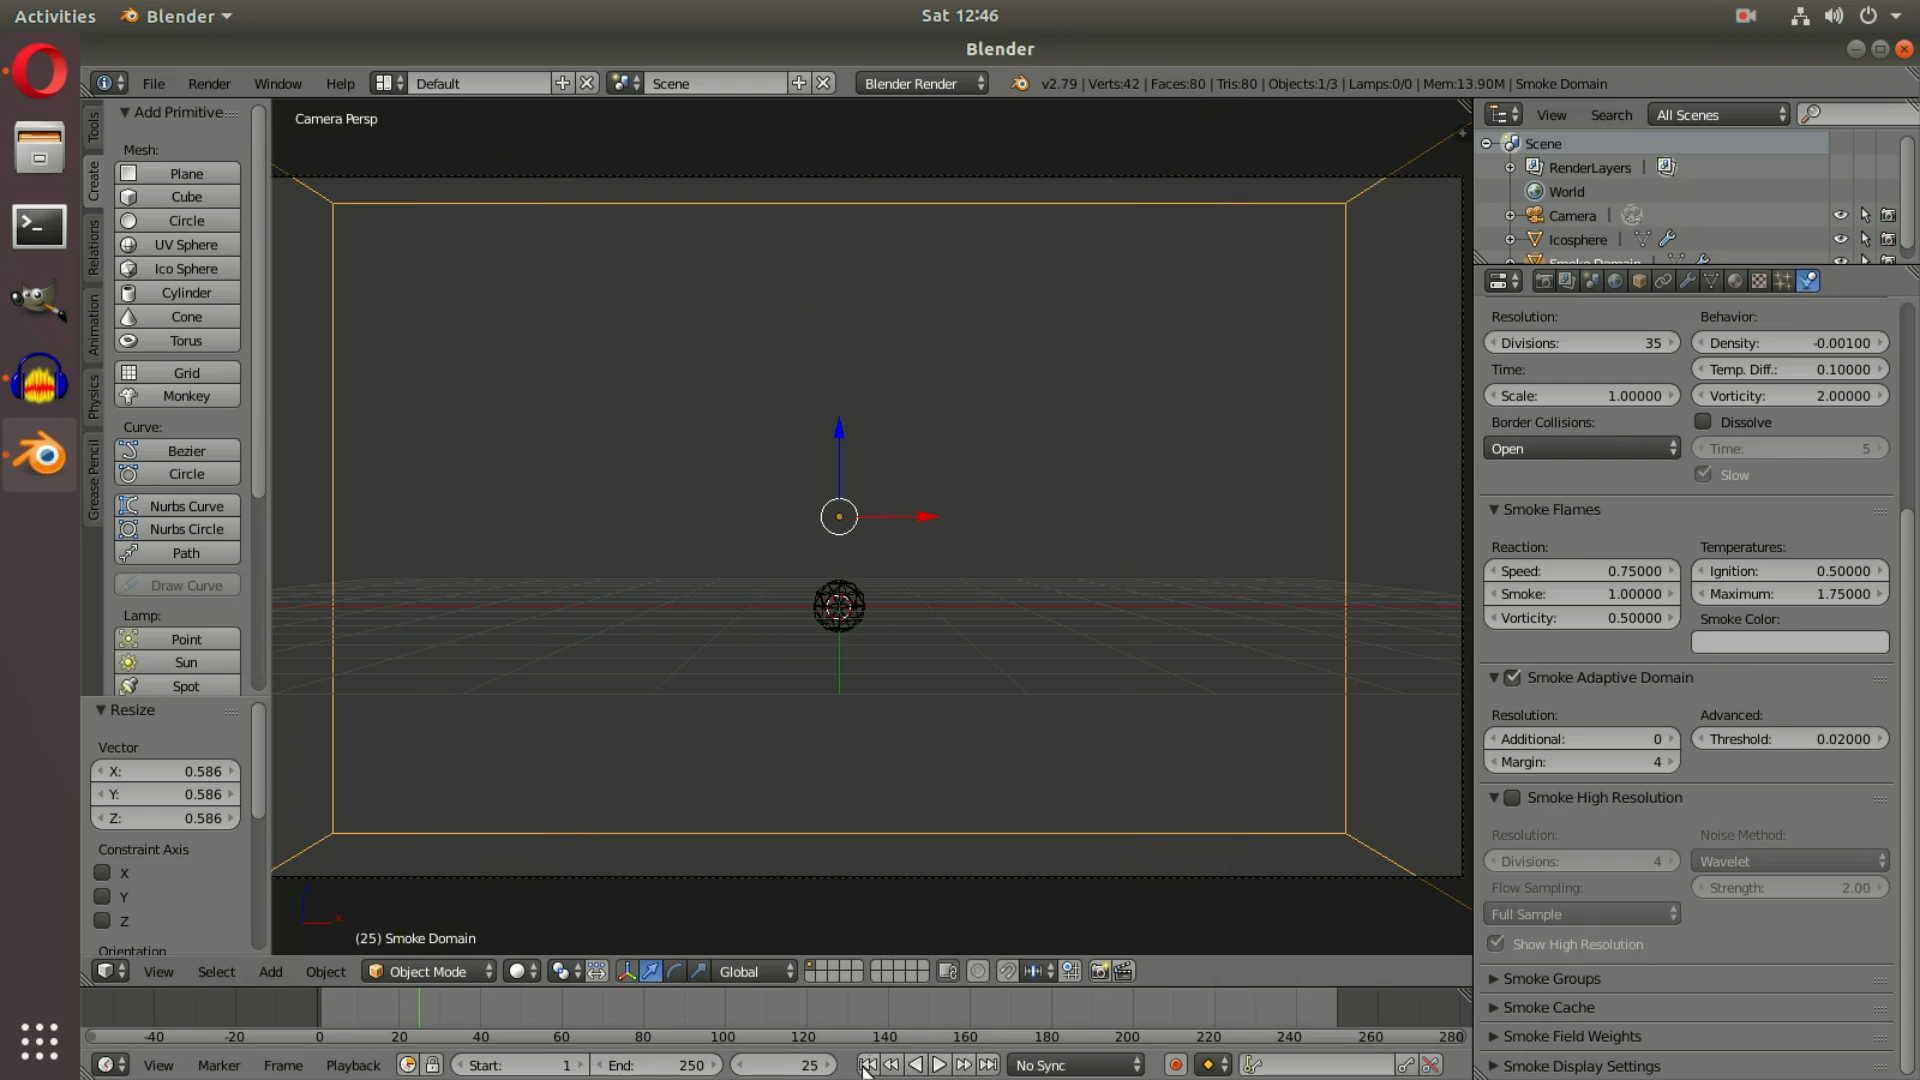 Activities
Blender
Sat 12:46
Blender
File
Render
Window
Help
Default
Scene
Blender Render
v2.79 | Verts:42 | Faces:80 | Tris:80 | Objects:1/3 | Lamps:0/0 | Mem:13.90M | Smoke Domain
Tools
Create
Relations
Animation
Physics
Grease Pencil
Add Primitive
Mesh:
Plane
Cube
Circle
UV Sphere
Ico Sphere
Cylinder
Cone
Torus
Grid
Monkey
Curve:
Bezier
Circle
Nurbs Curve
Nurbs Circle
Path
Draw Curve
Lamp:
Point
Sun
Spot
Resize
Vector
X: 0.586
Y: 0.586
Z: 0.586
Constraint Axis
X
Y
Z
Orientation
Camera Persp
(25) Smoke Domain
View
Select
Add
Object
Object Mode
Global
-40 -20 0 20 40 60 80 100 120 140 160 180 200 220 240 260 280
View
Marker
Frame
Playback
Start: 1
End: 250
25
No Sync
View
Search
All Scenes
Scene
RenderLayers |
World
Camera |
Icosphere |
Smoke Domain
Resolution:
Divisions: 35
Time:
Scale: 1.00000
Border Collisions:
Open
Behavior:
Density: -0.00100
Temp. Diff.: 0.10000
Vorticity: 2.00000
Dissolve
Time: 5
Slow
Smoke Flames
Reaction:
Speed: 0.75000
Smoke: 1.00000
Vorticity: 0.50000
Temperatures:
Ignition: 0.50000
Maximum: 1.75000
Smoke Color:
Smoke Adaptive Domain
Resolution:
Additional: 0
Margin: 4
Advanced:
Threshold: 0.02000
Smoke High Resolution
Resolution:
Divisions: 4
Flow Sampling:
Full Sample
Show High Resolution
Noise Method:
Wavelet
Strength: 2.00
Smoke Groups
Smoke Cache
Smoke Field Weights
Smoke Display Settings